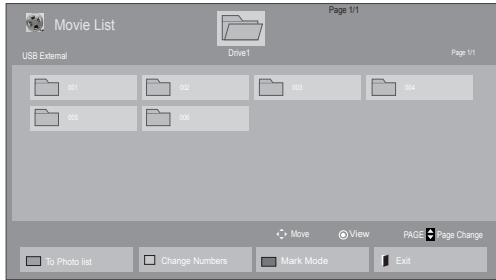 Page 1/1
Movie List
Drive1
USB External
Page 1/1
001 002 003 004
005 006
Move View PAGE Page Change
To Photo list Change Numbers Mark Mode Exit